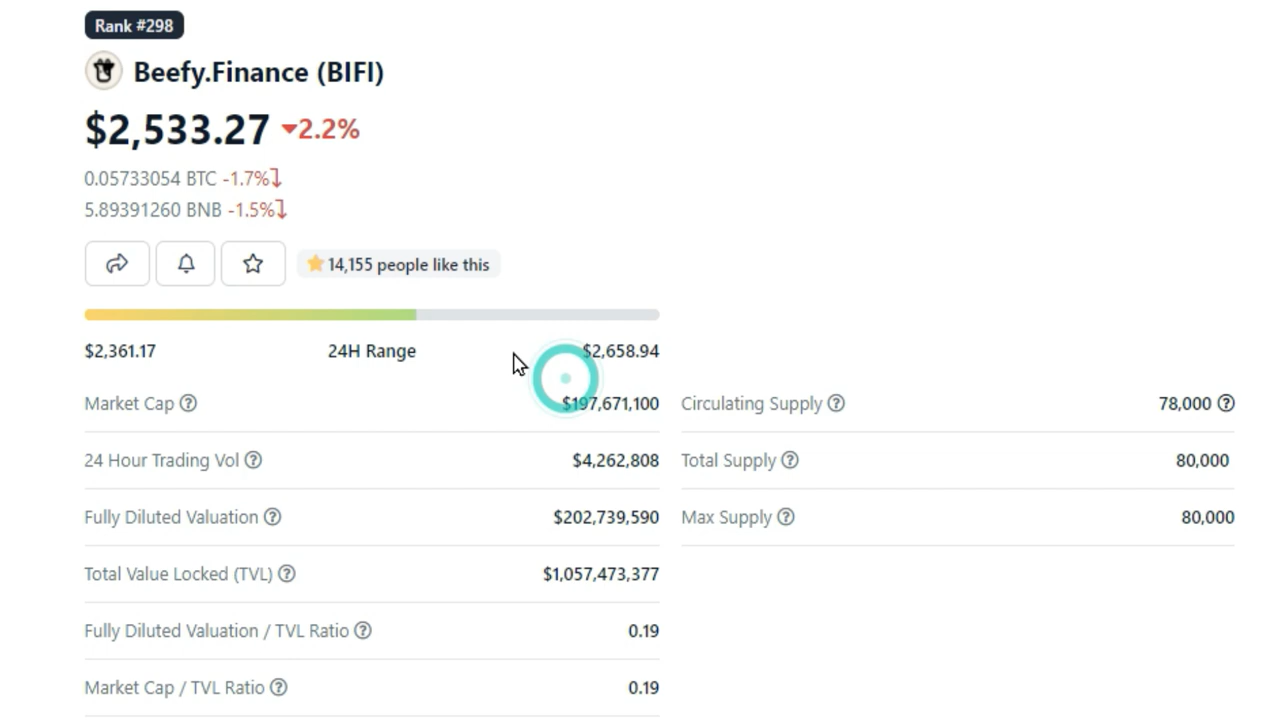 Rank #298
Beefy.Finance (BIFI)
$2,533.27 2.2%
0.05733054 BTC -1.7%
5.89391260 BNB -1.5%
14,155 people like this
$2,361.17 24H Range $2,658.94
Market Cap $197,671,100
24 Hour Trading Vol $4,262,808
Fully Diluted Valuation $202,739,590
Total Value Locked (TVL) $1,057,473,377
Fully Diluted Valuation / TVL Ratio 0.19
Market Cap / TVL Ratio 0.19
Circulating Supply 78,000
Total Supply 80,000
Max Supply 80,000